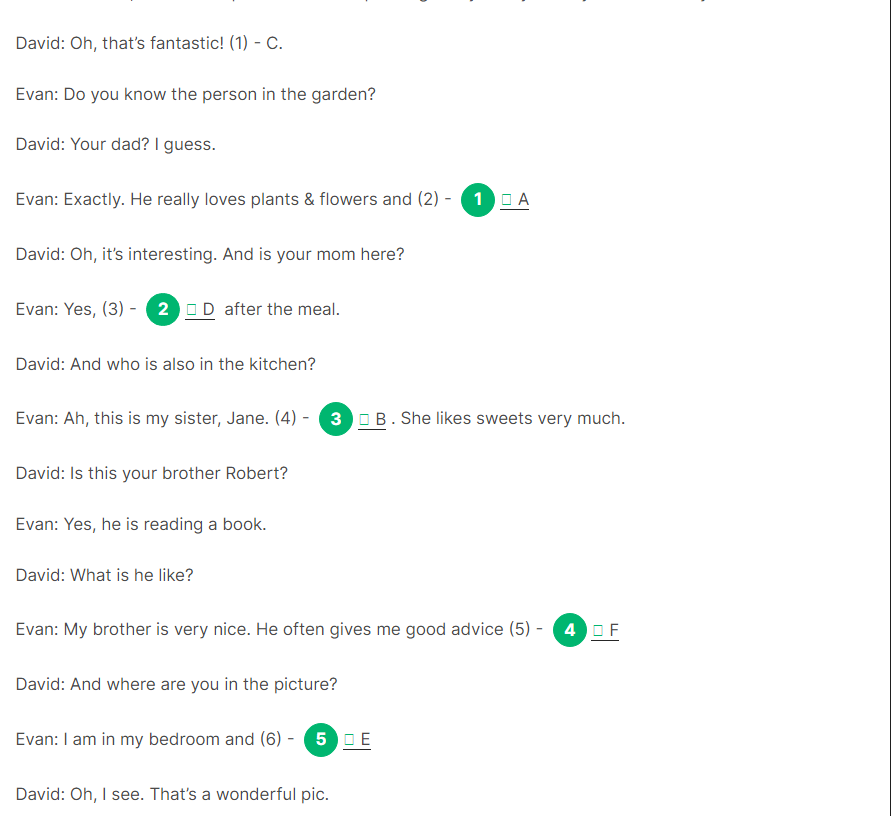 David: Oh, that’s fantastic! (1) - C.
Evan: Do you know the person in the garden?
David: Your dad? I guess.
Evan: Exactly. He really loves plants & flowers and (2) - 1 A
David: Oh, it’s interesting. And is your mom here?
Evan: Yes, (3) - 2 D after the meal.
David: And who is also in the kitchen?
Evan: Ah, this is my sister, Jane. (4) - 3 B . She likes sweets very much.
David: Is this your brother Robert?
Evan: Yes, he is reading a book.
David: What is he like?
Evan: My brother is very nice. He often gives me good advice (5) - 4 F
David: And where are you in the picture?
Evan: I am in my bedroom and (6) - 5 E
David: Oh, I see. That’s a wonderful pic.